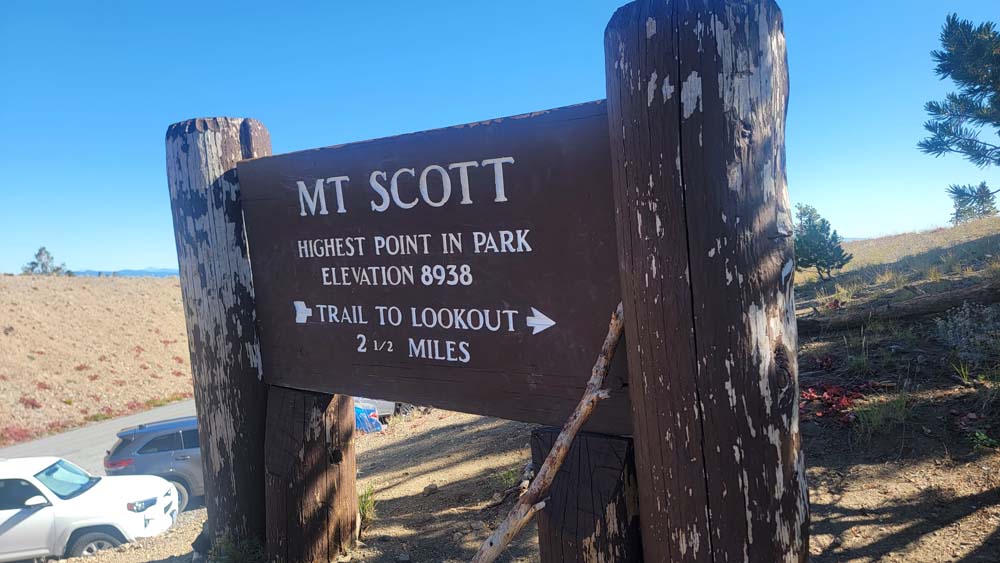 MT SCOTT
HIGHEST POINT IN PARK
ELEVATION 8938
TRAIL TO LOOKOUT
2 1/2 MILES